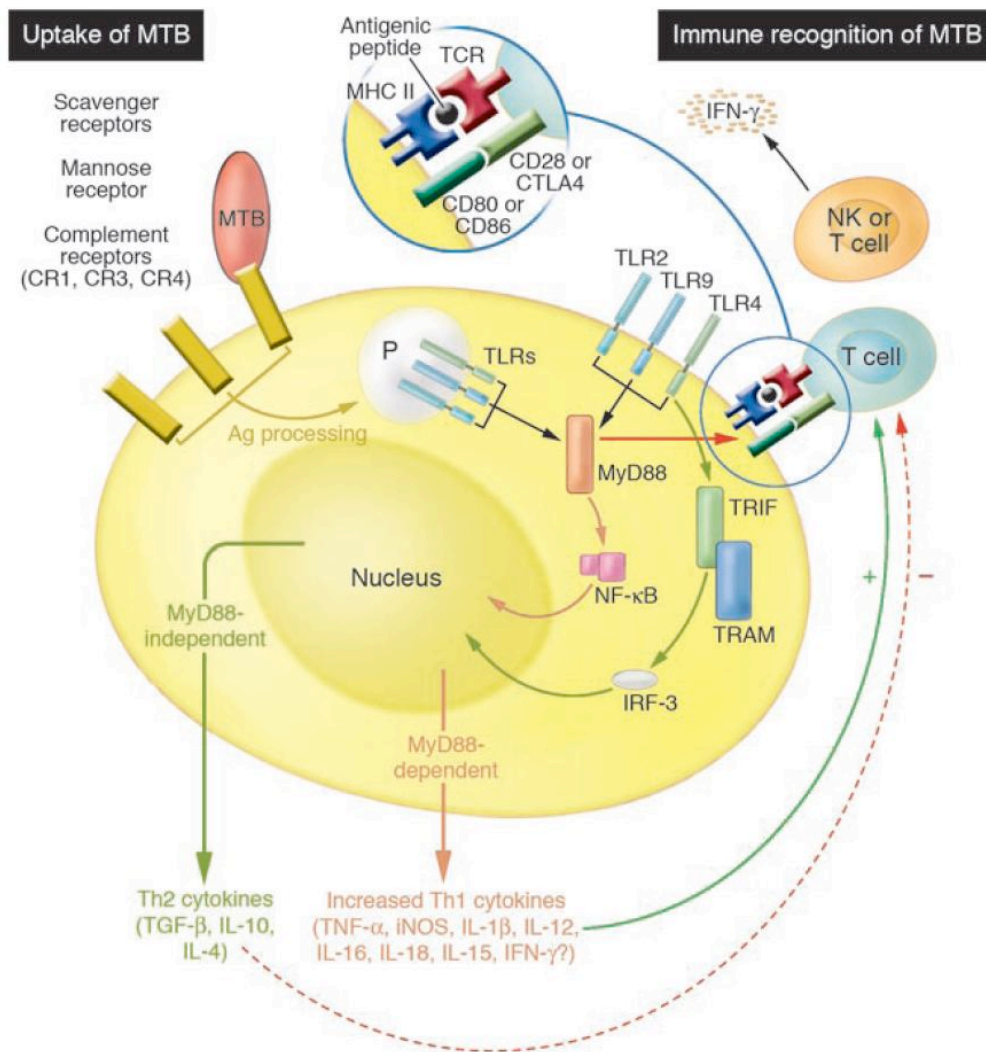 Uptake of MTB
Immune recognition of MTB
Antigenic
peptide
TCR
MHC II
CD28 or
CTLA4
CD80 or
CD86
IFN-γ
NK or
T cell
Scavenger
receptors
Mannose
receptor
Complement
receptors
(CR1, CR3, CR4)
MTB
TLR2
TLR9
TLR4
T cell
P
TLRs
Ag processing
MyD88
TRIF
NF-κB
TRAM
IRF-3
Nucleus
MyD88-
independent
MyD88-
dependent
+
–
Th2 cytokines
(TGF-β, IL-10,
IL-4)
Increased Th1 cytokines
(TNF-α, iNOS, IL-1β, IL-12,
IL-16, IL-18, IL-15, IFN-γ?)